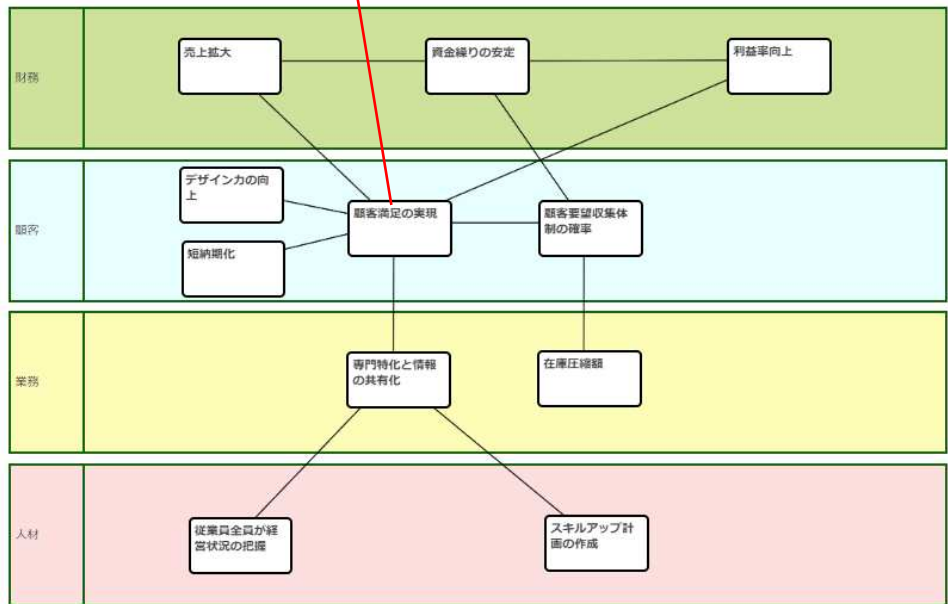 財務
売上拡大
資金繰りの安定
利益率向上
顧客
デザイン力の向
上
短納期化
顧客満足の実現
顧客要望収集体
制の確率
業務
専門特化と情報
の共有化
在庫圧縮額
人材
従業員全員が経
営状況の把握
スキルアップ計
画の作成